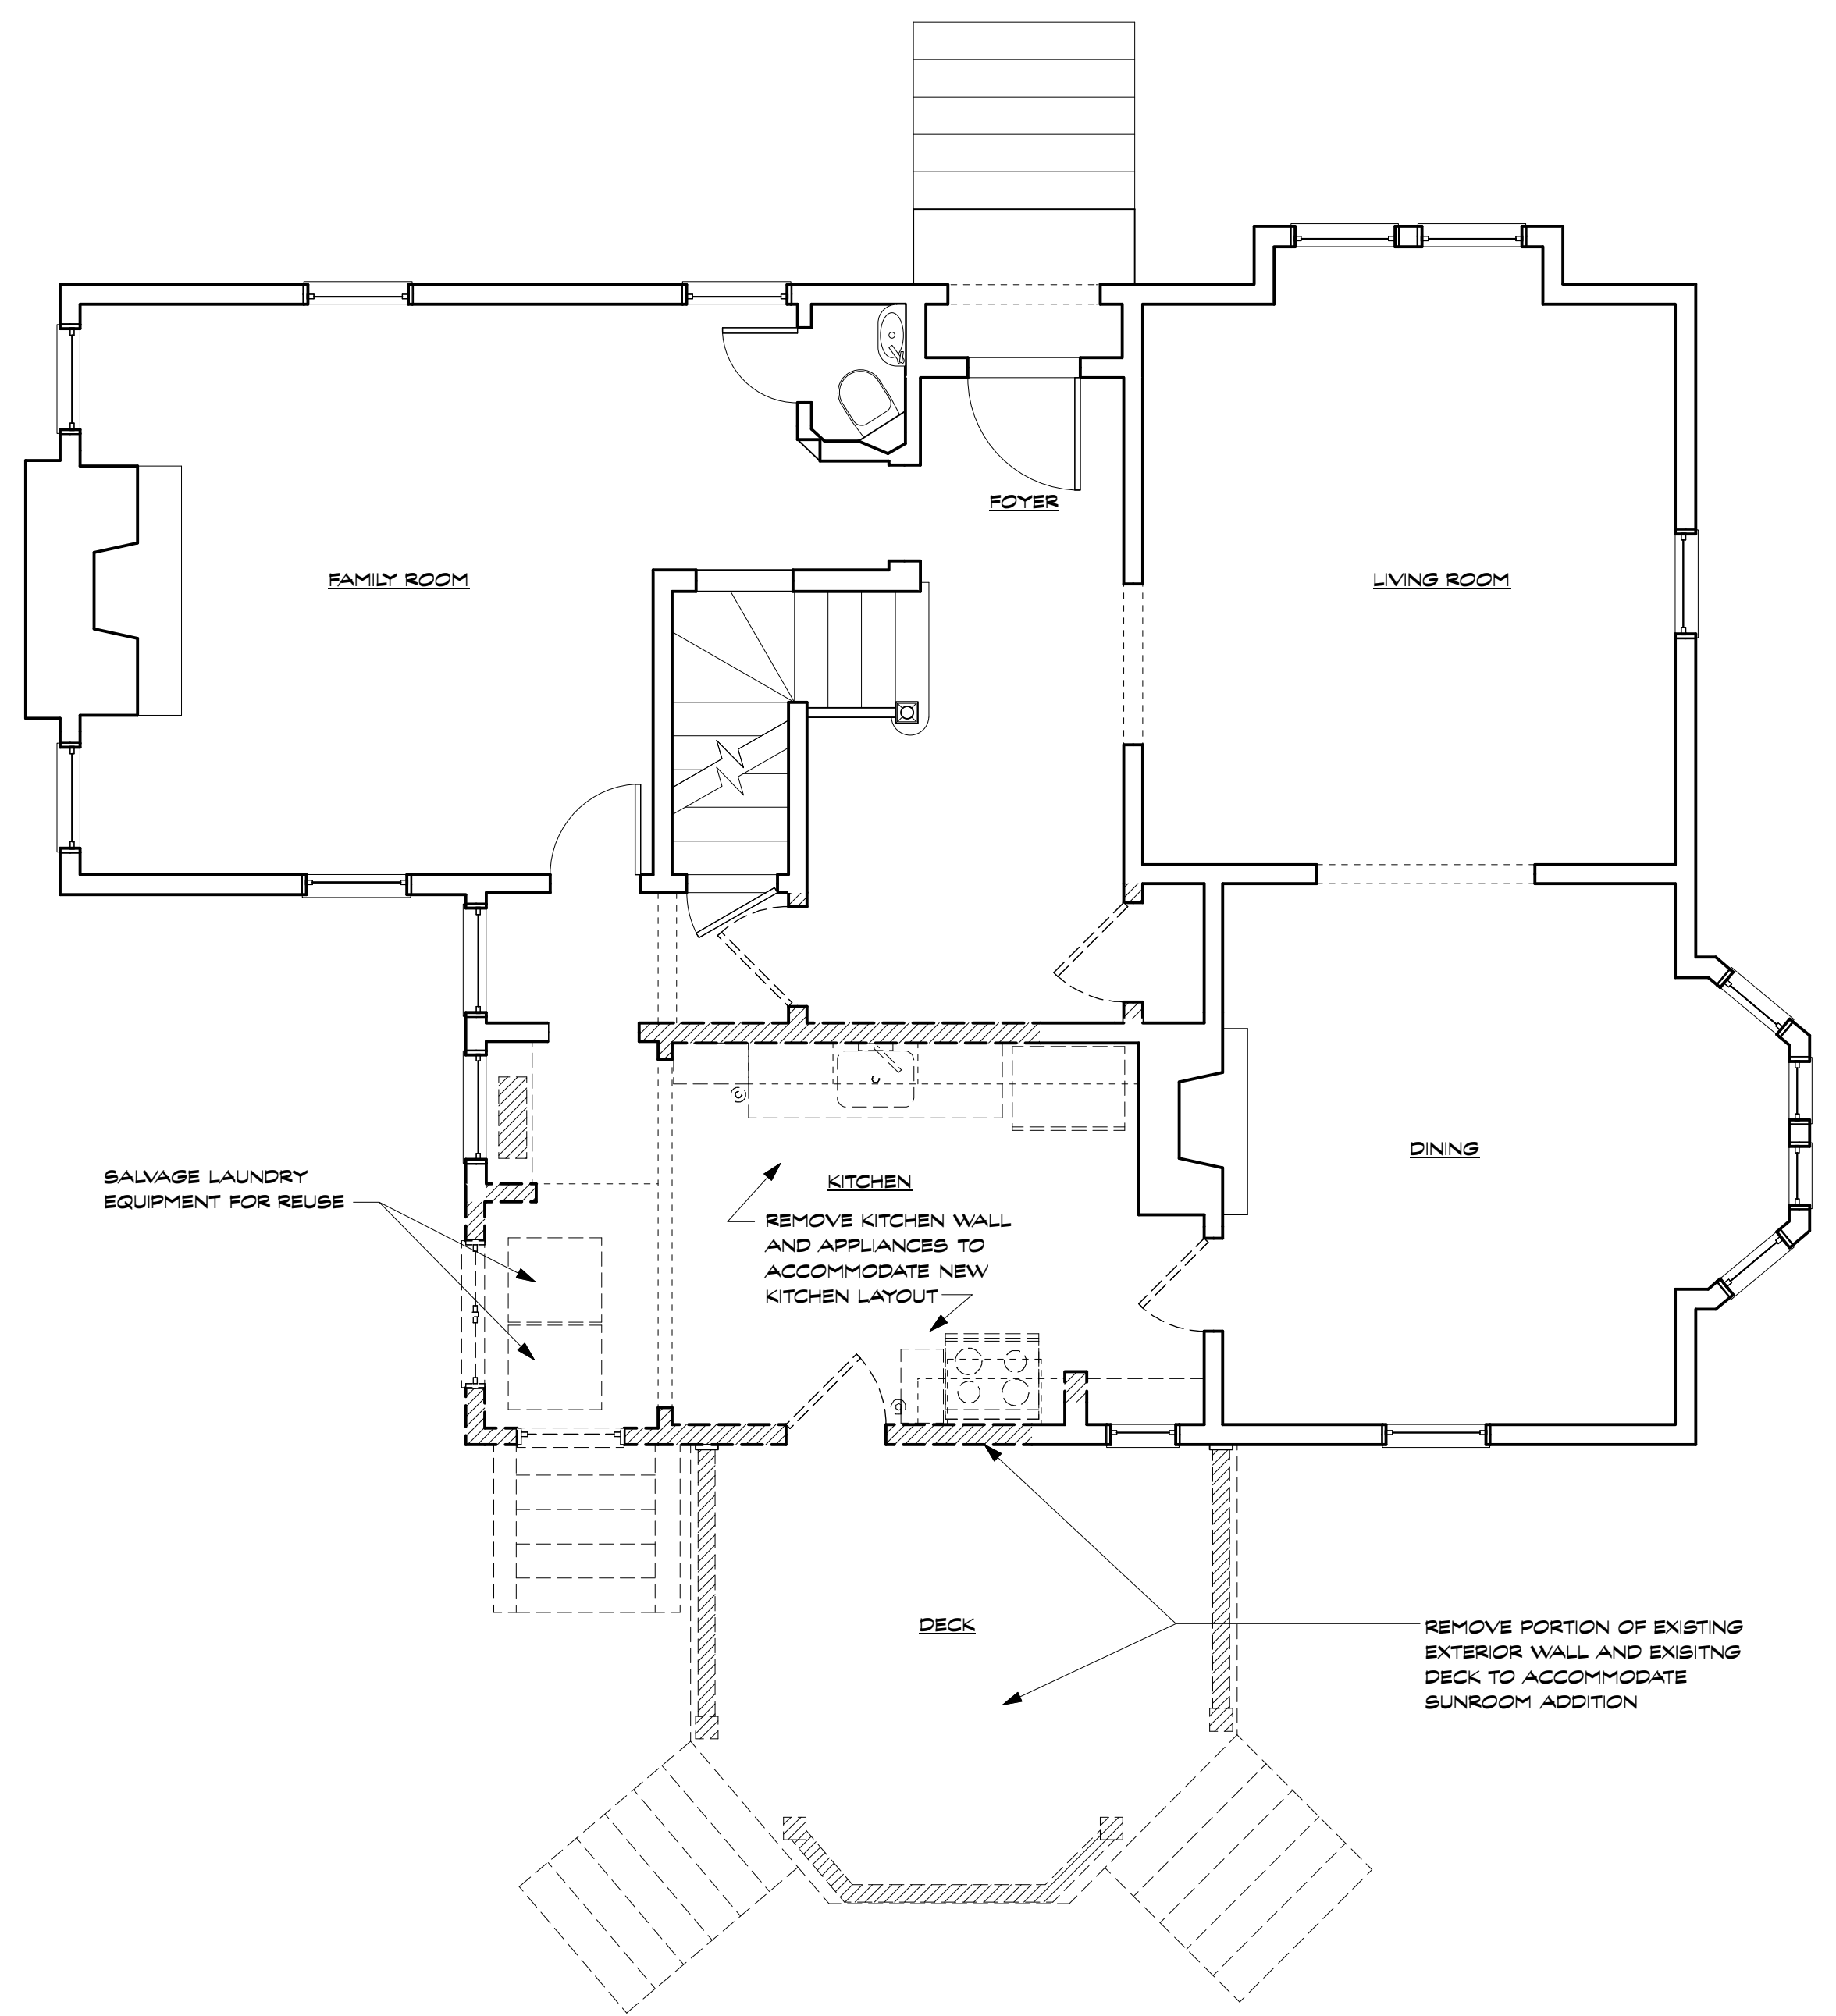 FOYER
FAMILY ROOM
LIVING ROOM
DINING
SALVAGE LAUNDRY
EQUIPMENT FOR REUSE
KITCHEN
REMOVE KITCHEN WALL
AND APPLIANCES TO
ACCOMMODATE NEW
KITCHEN LAYOUT
DECK
REMOVE PORTION OF EXISTING
EXTERIOR WALL AND EXISITNG
DECK TO ACCOMMODATE
SUNROOM ADDITION